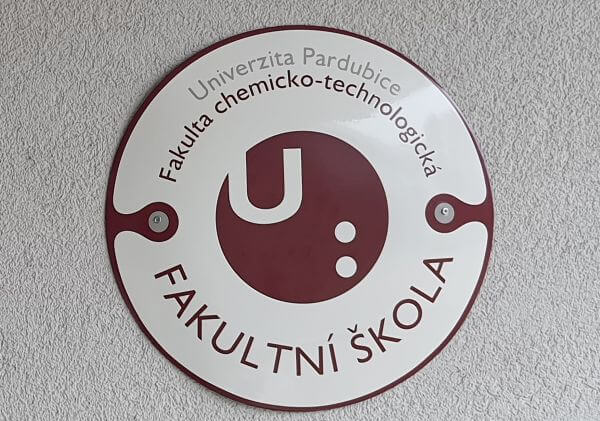 Univerzita Pardubice
Fakulta chemicko-technologická
U:
FAKULTNÍ ŠKOLA